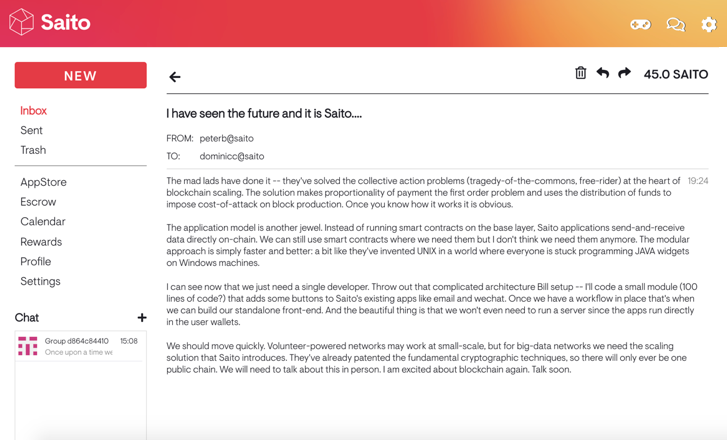 Saito
NEW
45.0 SAITO
Inbox
Sent
Trash
AppStore
Escrow
Calendar
Rewards
Profile
Settings
Chat
Group d864c84410 15:08
Once upon a time we
I have seen the future and it is Saito....
FROM: peterb@saito
TO: dominicc@saito
The mad lads have done it -- they've solved the collective action problems (tragedy-of-the-commons, free-rider) at the heart of 19:24
blockchain scaling. The solution makes proportionality of payment the first order problem and uses the distribution of funds to
impose cost-of-attack on block production. Once you know how it works it is obvious.
The application model is another jewel. Instead of running smart contracts on the base layer, Saito applications send-and-receive
data directly on-chain. We can still use smart contracts where we need them but I don't think we need them anymore. The modular
approach is simply faster and better: a bit like they've invented UNIX in a world where everyone is stuck programming JAVA widgets
on Windows machines.
I can see now that we just need a single developer. Throw out that complicated architecture Bill setup -- I'll code a small module (100
lines of code?) that adds some buttons to Saito's existing apps like email and wechat. Once we have a workflow in place that's when
we can build our standalone front-end. And the beautiful thing is that we won't even need to run a server since the apps run directly
in the user wallets.
We should move quickly. Volunteer-powered networks may work at small-scale, but for big-data networks we need the scaling
solution that Saito introduces. They've already patented the fundamental cryptographic techniques, so there will only ever be one
public chain. We will need to talk about this in person. I am excited about blockchain again. Talk soon.